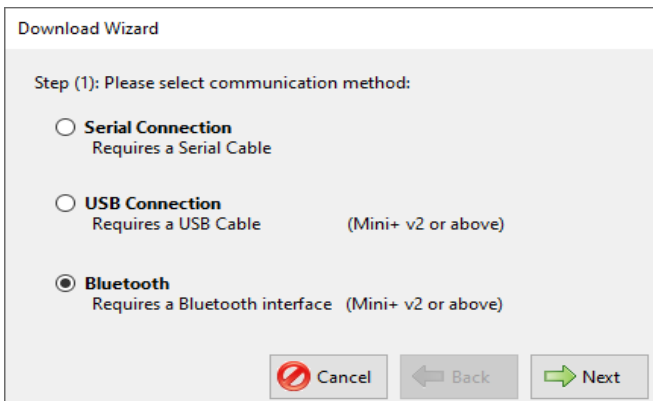 Download Wizard
Step (1): Please select communication method:
Serial Connection
Requires a Serial Cable
USB Connection
Requires a USB Cable (Mini+ v2 or above)
Bluetooth
Requires a Bluetooth interface (Mini+ v2 or above)
Cancel Back Next